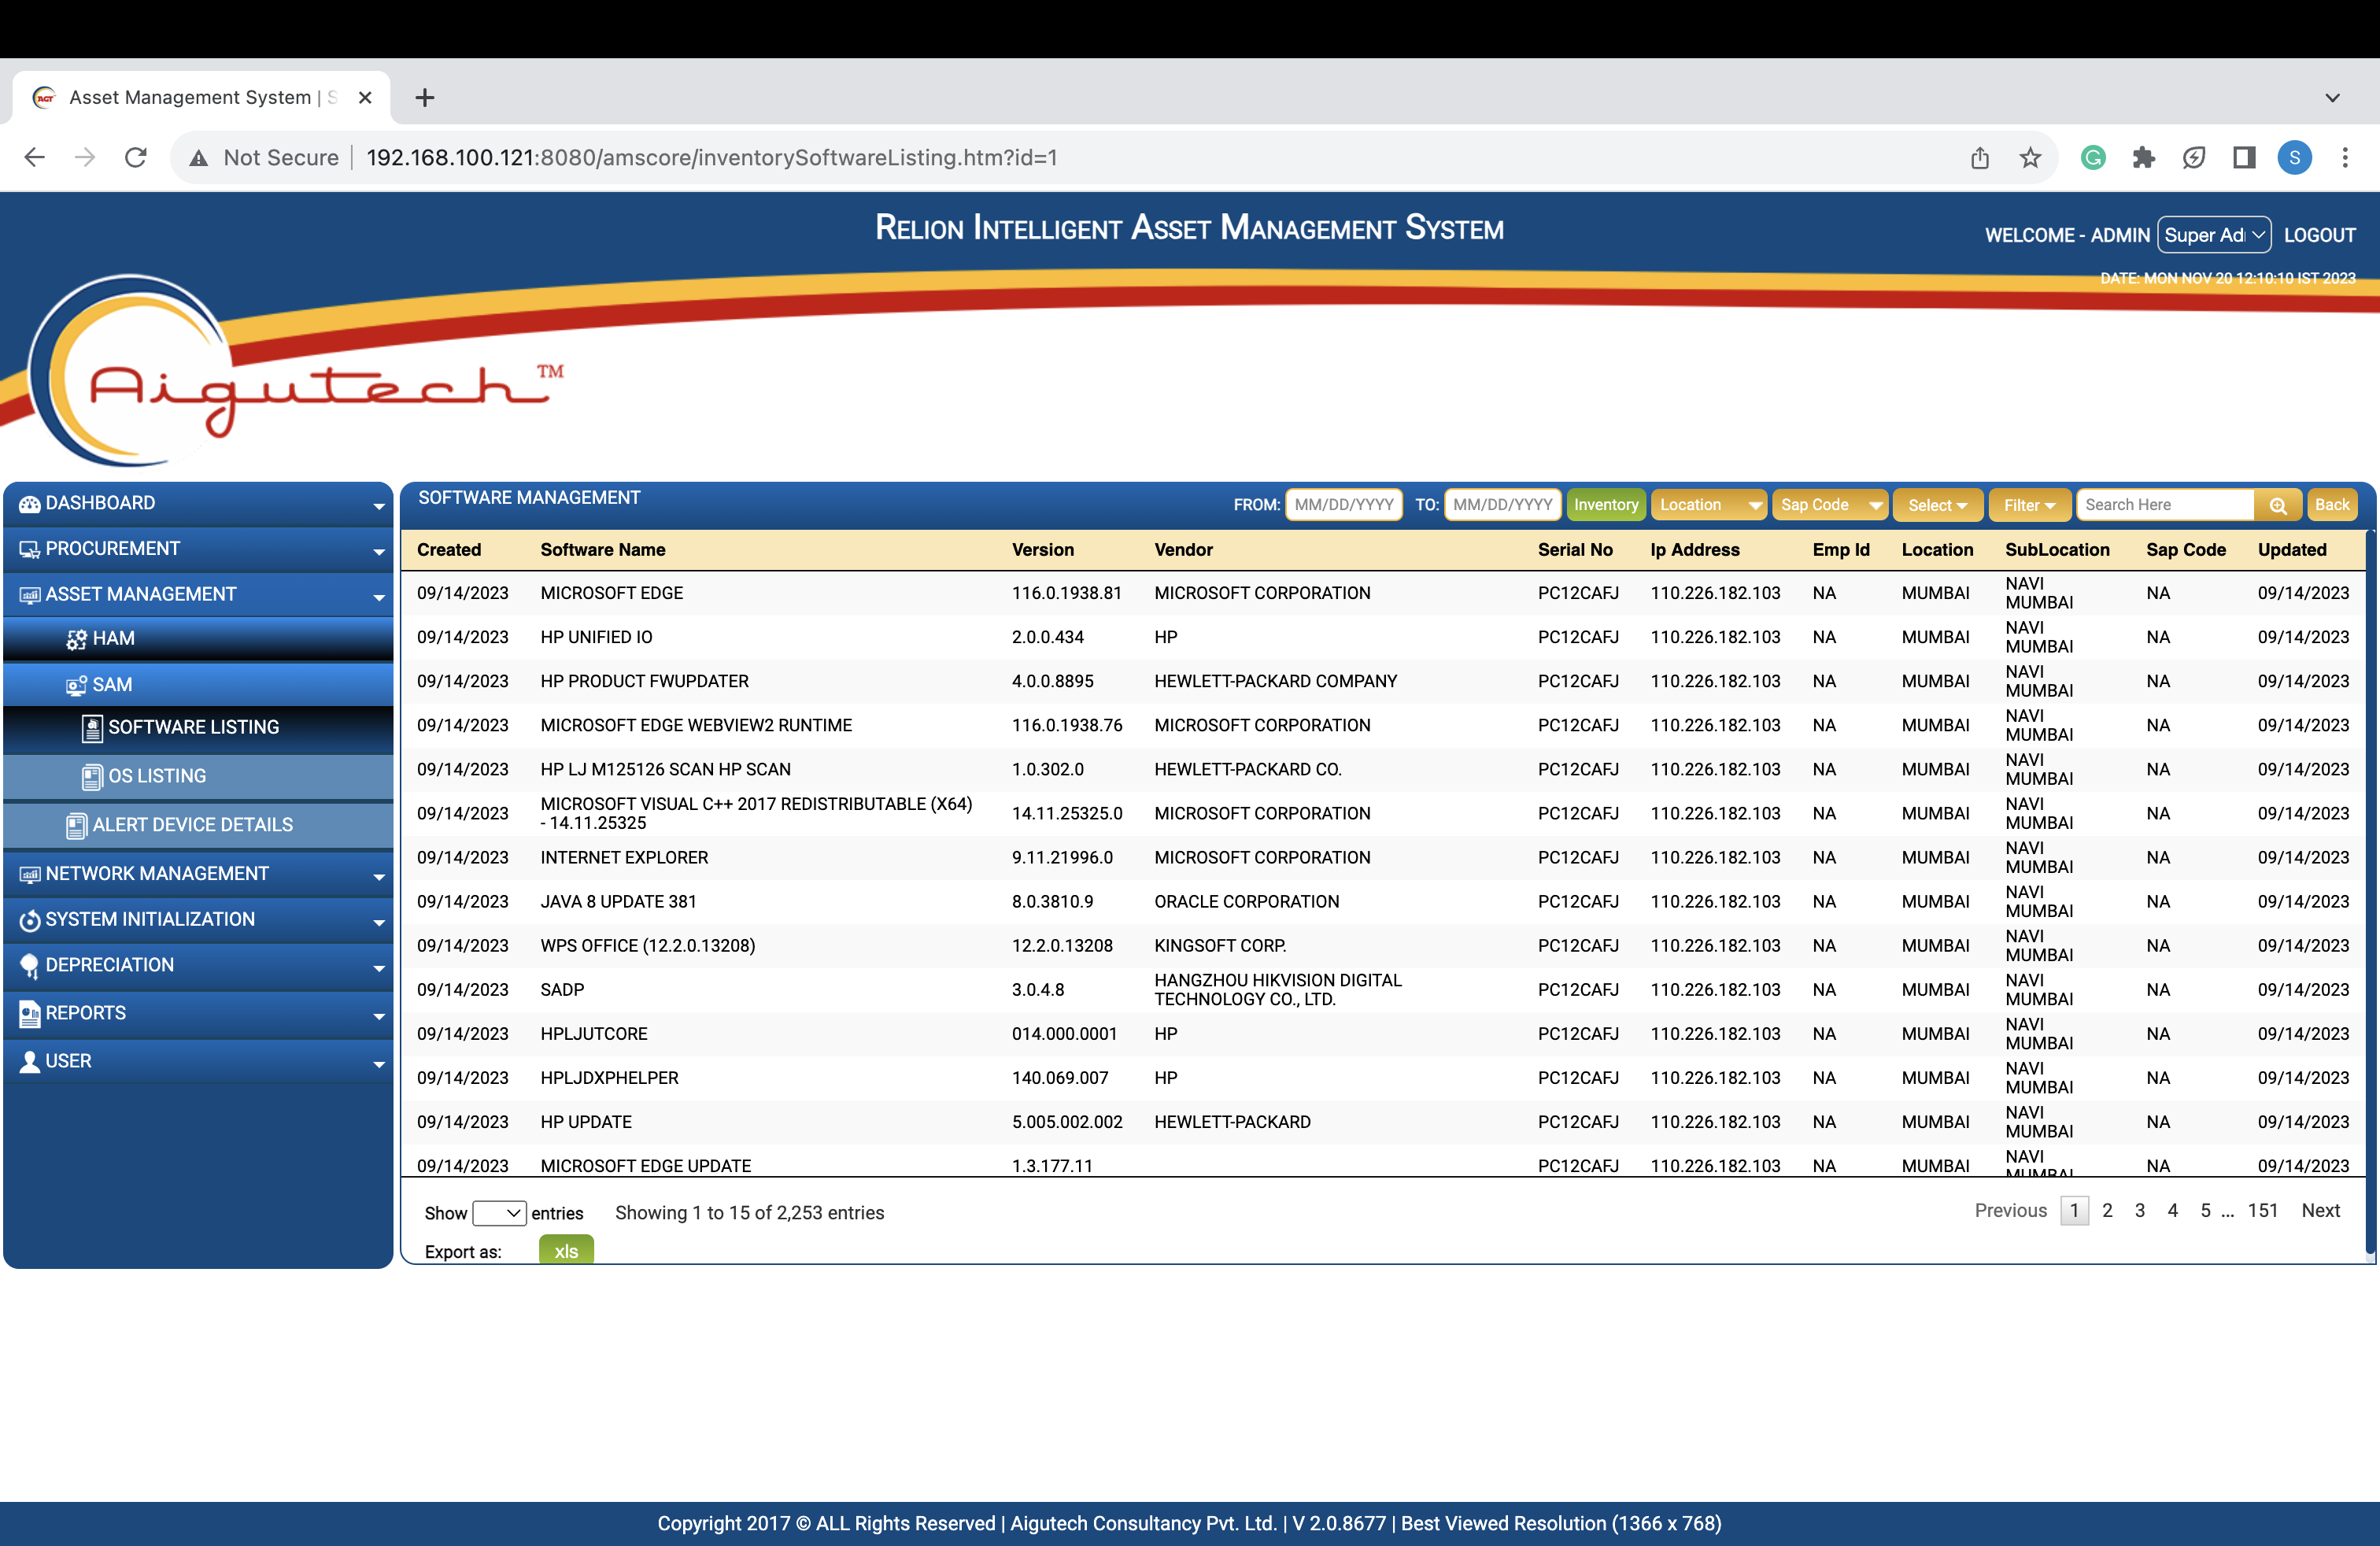 Asset Management System | S
Not Secure
192.168.100.121:8080/amscore/inventorySoftwareListing.htm?id=1
S
RELION INTELLIGENT ASSET MANAGEMENT SYSTEM
WELCOME - ADMIN Super Ad LOGOUT
DATE: MON NOV 20 12:10:10 IST 2023
Aigutech TM
DASHBOARD
PROCUREMENT
ASSET MANAGEMENT
HAM
SAM
SOFTWARE LISTING
OS LISTING
ALERT DEVICE DETAILS
NETWORK MANAGEMENT
SYSTEM INITIALIZATION
DEPRECIATION
REPORTS
USER
SOFTWARE MANAGEMENT FROM: MM/DD/YYYY TO: MM/DD/YYYY Inventory Location Sap Code Select Filter Search Here Back
Created Software Name Version Vendor Serial No Ip Address Emp Id Location SubLocation Sap Code Updated
09/14/2023 MICROSOFT EDGE 116.0.1938.81 MICROSOFT CORPORATION PC12CAFJ 110.226.182.103 NA MUMBAI NAVI MUMBAI NA 09/14/2023
09/14/2023 HP UNIFIED IO 2.0.0.434 HP PC12CAFJ 110.226.182.103 NA MUMBAI NAVI MUMBAI NA 09/14/2023
09/14/2023 HP PRODUCT FWUPDATER 4.0.0.8895 HEWLETT-PACKARD COMPANY PC12CAFJ 110.226.182.103 NA MUMBAI NAVI MUMBAI NA 09/14/2023
09/14/2023 MICROSOFT EDGE WEBVIEW2 RUNTIME 116.0.1938.76 MICROSOFT CORPORATION PC12CAFJ 110.226.182.103 NA MUMBAI NAVI MUMBAI NA 09/14/2023
09/14/2023 HP LJ M125126 SCAN HP SCAN 1.0.302.0 HEWLETT-PACKARD CO. PC12CAFJ 110.226.182.103 NA MUMBAI NAVI MUMBAI NA 09/14/2023
09/14/2023 MICROSOFT VISUAL C++ 2017 REDISTRIBUTABLE (X64) - 14.11.25325 14.11.25325.0 MICROSOFT CORPORATION PC12CAFJ 110.226.182.103 NA MUMBAI NAVI MUMBAI NA 09/14/2023
09/14/2023 INTERNET EXPLORER 9.11.21996.0 MICROSOFT CORPORATION PC12CAFJ 110.226.182.103 NA MUMBAI NAVI MUMBAI NA 09/14/2023
09/14/2023 JAVA 8 UPDATE 381 8.0.3810.9 ORACLE CORPORATION PC12CAFJ 110.226.182.103 NA MUMBAI NAVI MUMBAI NA 09/14/2023
09/14/2023 WPS OFFICE (12.2.0.13208) 12.2.0.13208 KINGSOFT CORP. PC12CAFJ 110.226.182.103 NA MUMBAI NAVI MUMBAI NA 09/14/2023
09/14/2023 SADP 3.0.4.8 HANGZHOU HIKVISION DIGITAL TECHNOLOGY CO., LTD. PC12CAFJ 110.226.182.103 NA MUMBAI NAVI MUMBAI NA 09/14/2023
09/14/2023 HPLJUTCORE 014.000.0001 HP PC12CAFJ 110.226.182.103 NA MUMBAI NAVI MUMBAI NA 09/14/2023
09/14/2023 HPLJDXPHELPER 140.069.007 HP PC12CAFJ 110.226.182.103 NA MUMBAI NAVI MUMBAI NA 09/14/2023
09/14/2023 HP UPDATE 5.005.002.002 HEWLETT-PACKARD PC12CAFJ 110.226.182.103 NA MUMBAI NAVI MUMBAI NA 09/14/2023
09/14/2023 MICROSOFT EDGE UPDATE 1.3.177.11 PC12CAFJ 110.226.182.103 NA MUMBAI NAVI MUMBAI NA 09/14/2023
Show entries Showing 1 to 15 of 2,253 entries Previous 1 2 3 4 5 ... 151 Next
Export as: xls
Copyright 2017 © ALL Rights Reserved | Aigutech Consultancy Pvt. Ltd. | V 2.0.8677 | Best Viewed Resolution (1366 x 768)